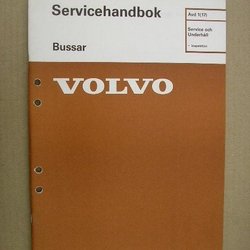 Servicehandbok
Avd 1(17)
Service och
Underhåll
Bussar
VOLVO